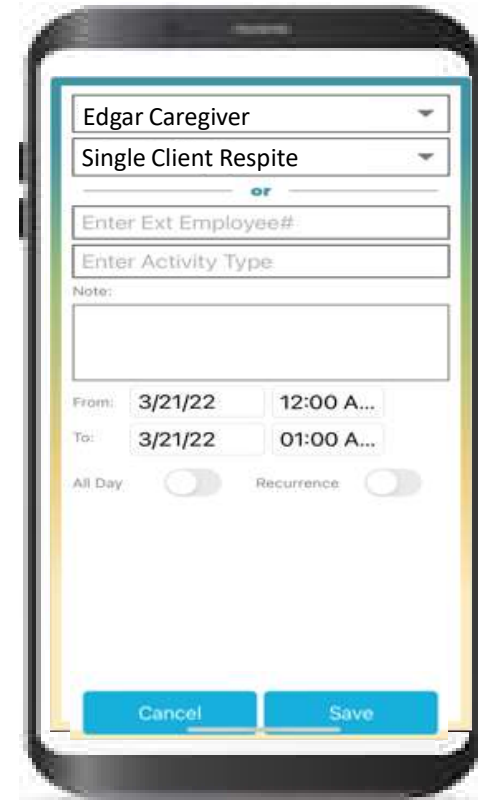 Edgar Caregiver
Single Client Respite
or
Enter Ext Employee#
Enter Activity Type
Note:
From: 3/21/22 12:00 A...
To: 3/21/22 01:00 A...
All Day Recurrence
Cancel Save